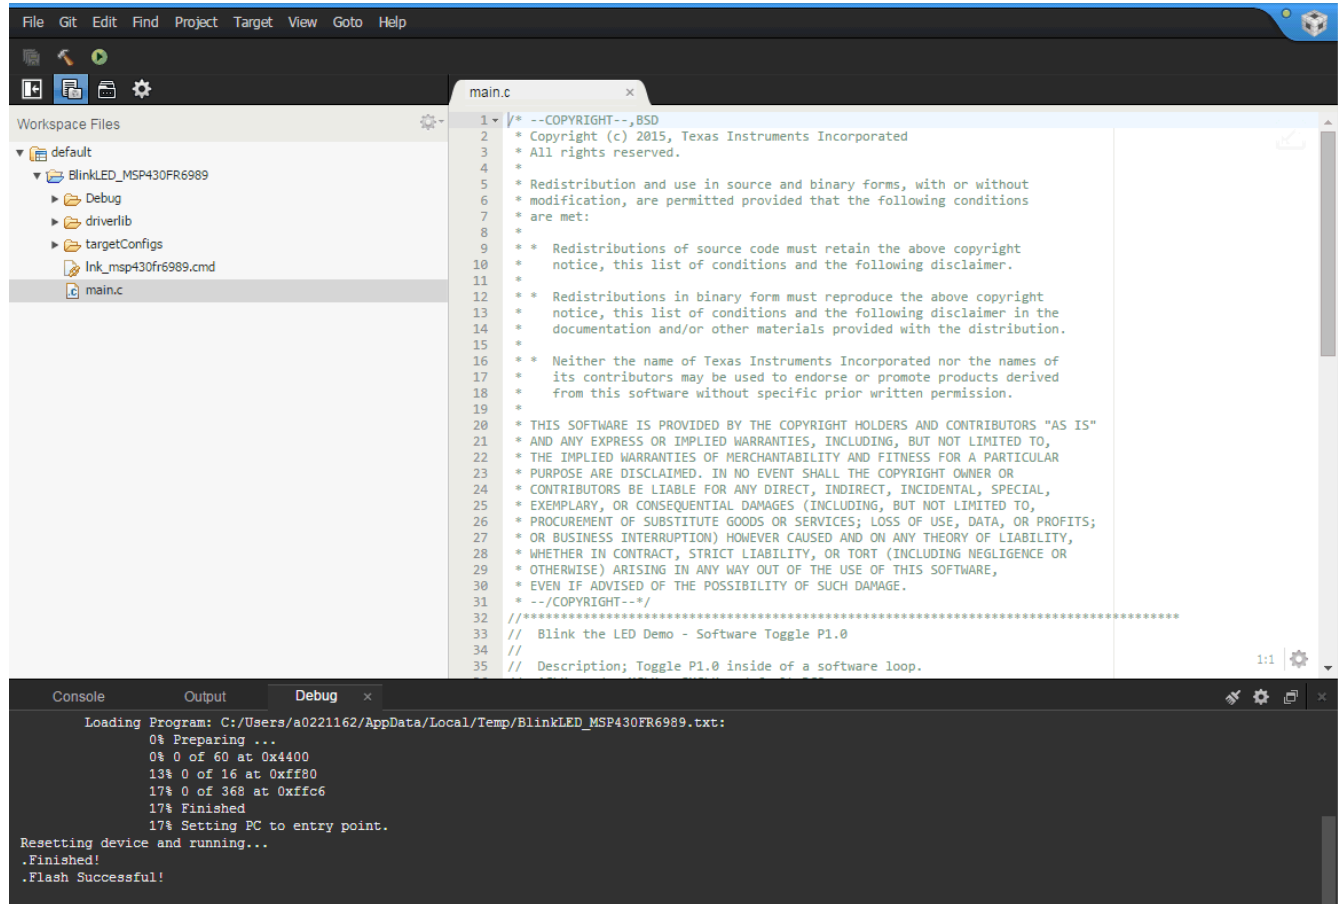 File Git Edit Find Project Target View Goto Help
main.c ×
Workspace Files
default
BlinkLED_MSP430FR6989
Debug
driverlib
targetConfigs
lnk_msp430fr6989.cmd
.c main.c
1 /* --COPYRIGHT--,BSD
2 * Copyright (c) 2015, Texas Instruments Incorporated
3 * All rights reserved.
4 *
5 * Redistribution and use in source and binary forms, with or without
6 * modification, are permitted provided that the following conditions
7 * are met:
8 *
9 * * Redistributions of source code must retain the above copyright
10 * notice, this list of conditions and the following disclaimer.
11 *
12 * * Redistributions in binary form must reproduce the above copyright
13 * notice, this list of conditions and the following disclaimer in the
14 * documentation and/or other materials provided with the distribution.
15 *
16 * * Neither the name of Texas Instruments Incorporated nor the names of
17 * its contributors may be used to endorse or promote products derived
18 * from this software without specific prior written permission.
19 *
20 * THIS SOFTWARE IS PROVIDED BY THE COPYRIGHT HOLDERS AND CONTRIBUTORS "AS IS"
21 * AND ANY EXPRESS OR IMPLIED WARRANTIES, INCLUDING, BUT NOT LIMITED TO,
22 * THE IMPLIED WARRANTIES OF MERCHANTABILITY AND FITNESS FOR A PARTICULAR
23 * PURPOSE ARE DISCLAIMED. IN NO EVENT SHALL THE COPYRIGHT OWNER OR
24 * CONTRIBUTORS BE LIABLE FOR ANY DIRECT, INDIRECT, INCIDENTAL, SPECIAL,
25 * EXEMPLARY, OR CONSEQUENTIAL DAMAGES (INCLUDING, BUT NOT LIMITED TO,
26 * PROCUREMENT OF SUBSTITUTE GOODS OR SERVICES; LOSS OF USE, DATA, OR PROFITS;
27 * OR BUSINESS INTERRUPTION) HOWEVER CAUSED AND ON ANY THEORY OF LIABILITY,
28 * WHETHER IN CONTRACT, STRICT LIABILITY, OR TORT (INCLUDING NEGLIGENCE OR
29 * OTHERWISE) ARISING IN ANY WAY OUT OF THE USE OF THIS SOFTWARE,
30 * EVEN IF ADVISED OF THE POSSIBILITY OF SUCH DAMAGE.
31 * --/COPYRIGHT--*/
32 //******************************************************************************
33 // Blink the LED Demo - Software Toggle P1.0
34 //
35 // Description; Toggle P1.0 inside of a software loop.
1:1
Console Output Debug ×
Loading Program: C:/Users/a0221162/AppData/Local/Temp/BlinkLED_MSP430FR6989.txt:
0% Preparing ...
0% 0 of 60 at 0x4400
13% 0 of 16 at 0xff80
17% 0 of 368 at 0xffc6
17% Finished
17% Setting PC to entry point.
Resetting device and running...
.Finished!
.Flash Successful!